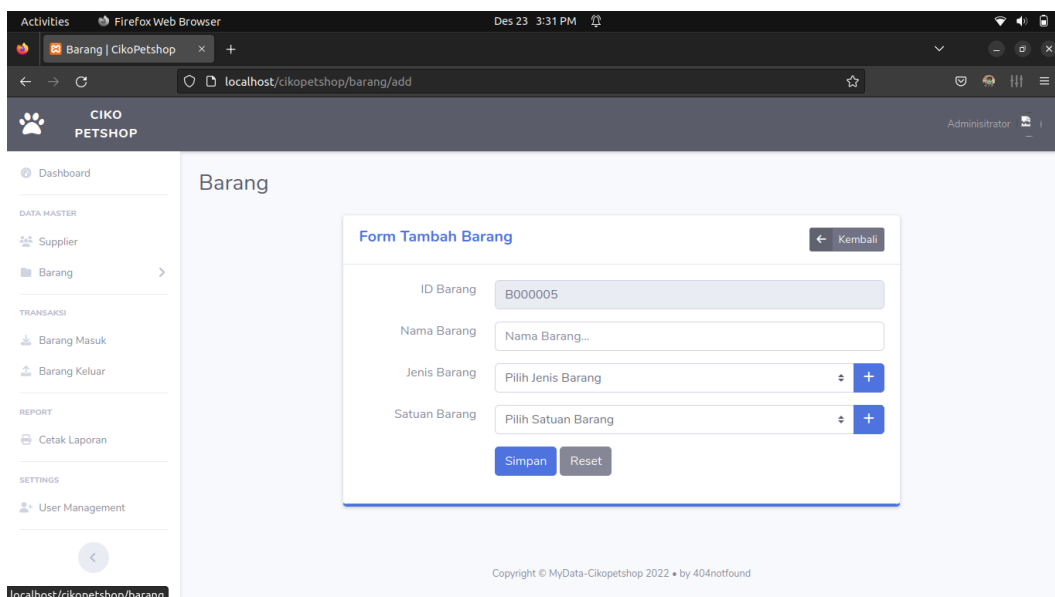 Activities Firefox Web Browser Des 23 3:31 PM
Barang | CikoPetshop
localhost/cikopetshop/barang/add
CIKO
PETSHOP
Adminisitrator
Dashboard
Barang
DATA MASTER
Supplier
Barang
TRANSAKSI
Barang Masuk
Barang Keluar
REPORT
Cetak Laporan
SETTINGS
User Management
Form Tambah Barang
Kembali
ID Barang B000005
Nama Barang Nama Barang...
Jenis Barang Pilih Jenis Barang +
Satuan Barang Pilih Satuan Barang +
Simpan Reset
Copyright © MyData-Cikopetshop 2022 • by 404notfound
localhost/cikopetshop/barang